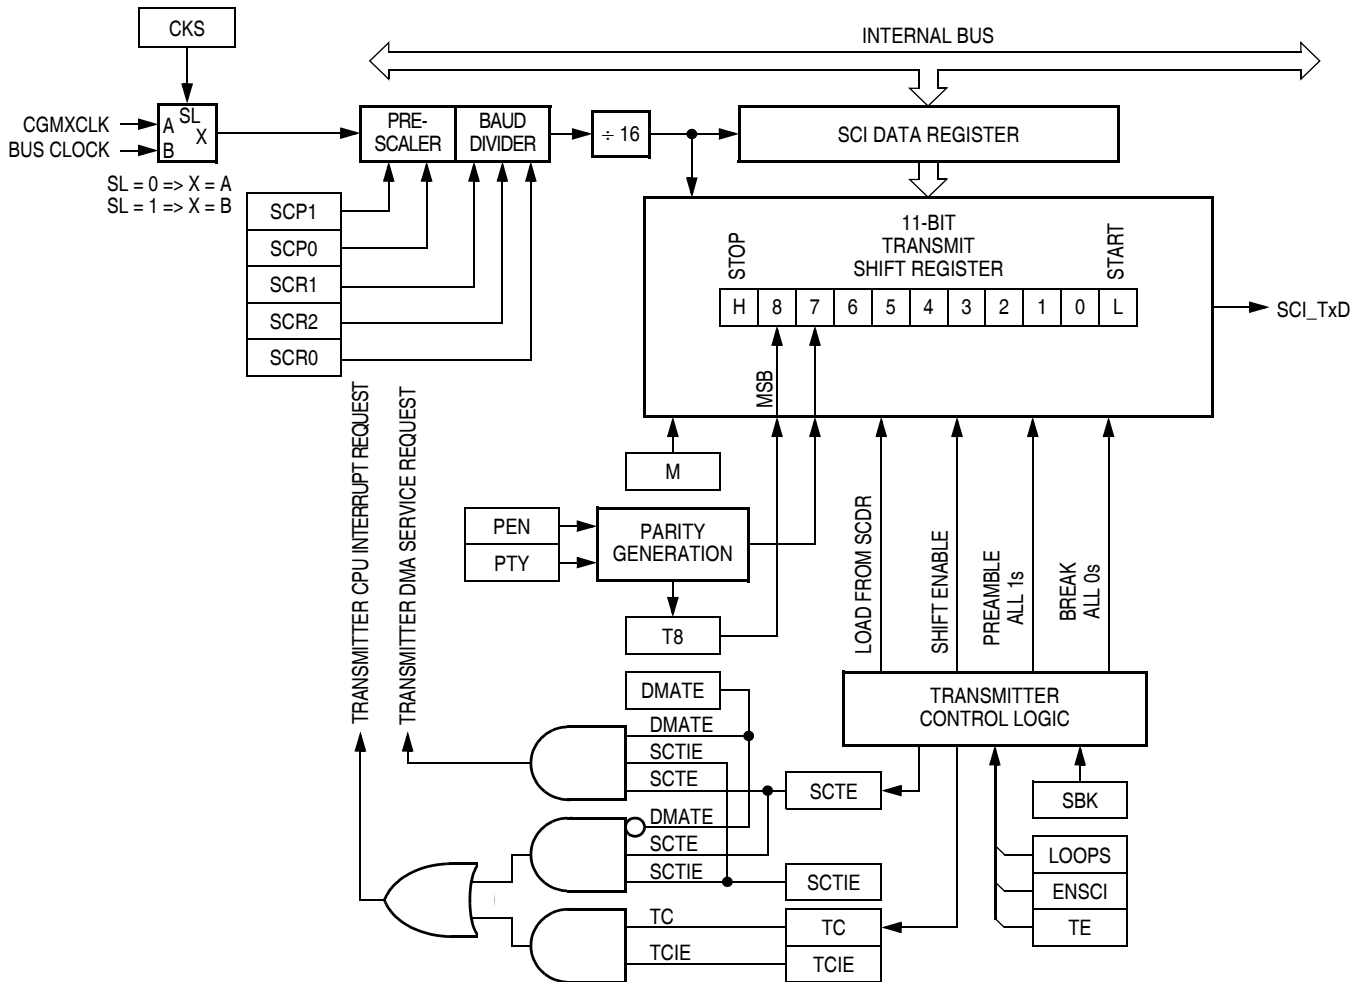 CKS
INTERNAL BUS
CGMXCLK
BUS CLOCK
A
SL
X
B
SL = 0 => X = A
SL = 1 => X = B
PRE-
SCALER
BAUD
DIVIDER
÷ 16
SCI DATA REGISTER
SCP1
SCP0
SCR1
SCR2
SCR0
11-BIT
TRANSMIT
SHIFT REGISTER
STOP
START
H 8 7 6 5 4 3 2 1 0 L
SCI_TxD
MSB
TRANSMITTER CPU INTERRUPT REQUEST
TRANSMITTER DMA SERVICE REQUEST
M
PEN
PTY
PARITY
GENERATION
T8
LOAD FROM SCDR
SHIFT ENABLE
PREAMBLE
ALL 1s
BREAK
ALL 0s
TRANSMITTER
CONTROL LOGIC
DMATE
DMATE
SCTIE
SCTE
SCTE
SBK
DMATE
SCTE
SCTIE
SCTIE
LOOPS
ENSCI
TE
TC
TC
TCIE
TCIE